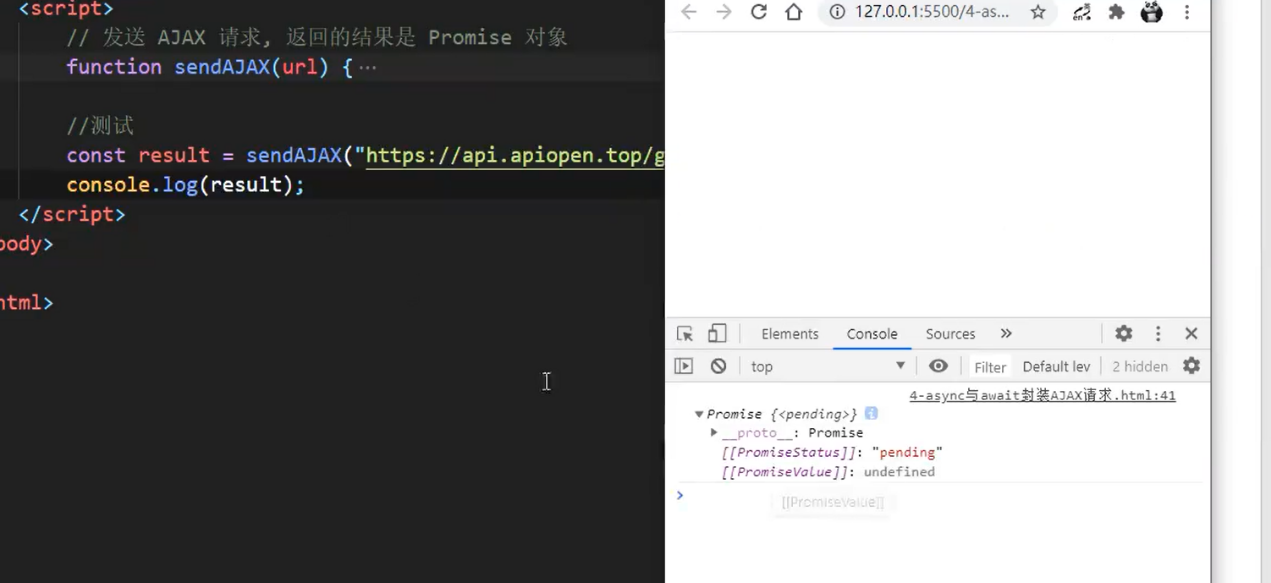 <script>
// 发送 AJAX 请求, 返回的结果是 Promise 对象
function sendAJAX(url) {···
//测试
const result = sendAJAX("https://api.apiopen.top/g
console.log(result);
</script>
body>
html>
127.0.0.1:5500/4-as...
Elements Console Sources »
top Filter Default lev 2 hidden
4-async与await封装AJAX请求.html:41
▼Promise {<pending>} i
▶__proto__: Promise
[[PromiseStatus]]: "pending"
[[PromiseValue]]: undefined
>
[[PromiseValue]]